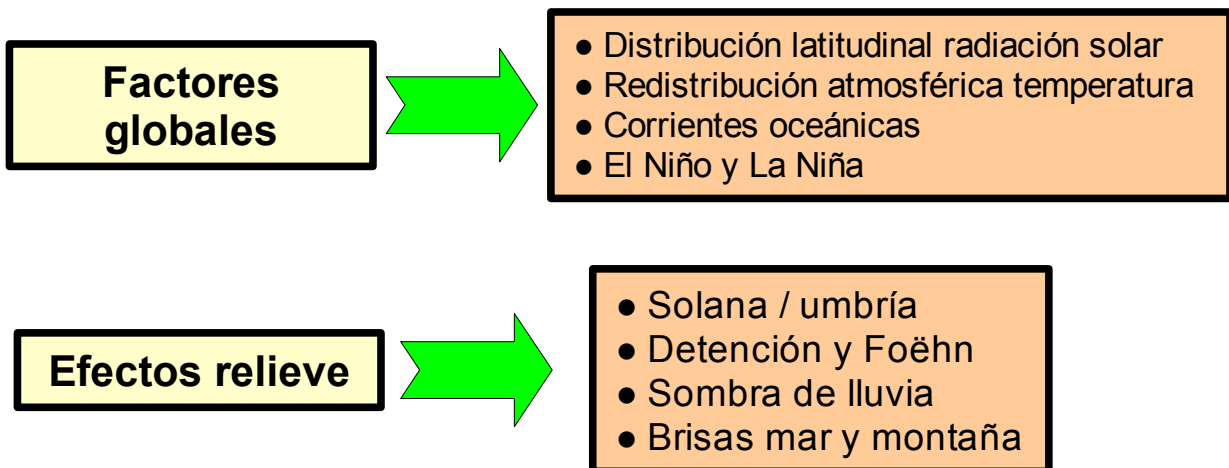 Factores
globales
● Distribución latitudinal radiación solar
● Redistribución atmosférica temperatura
● Corrientes oceánicas
● El Niño y La Niña
Efectos relieve
● Solana / umbría
● Detención y Foëhn
● Sombra de lluvia
● Brisas mar y montaña